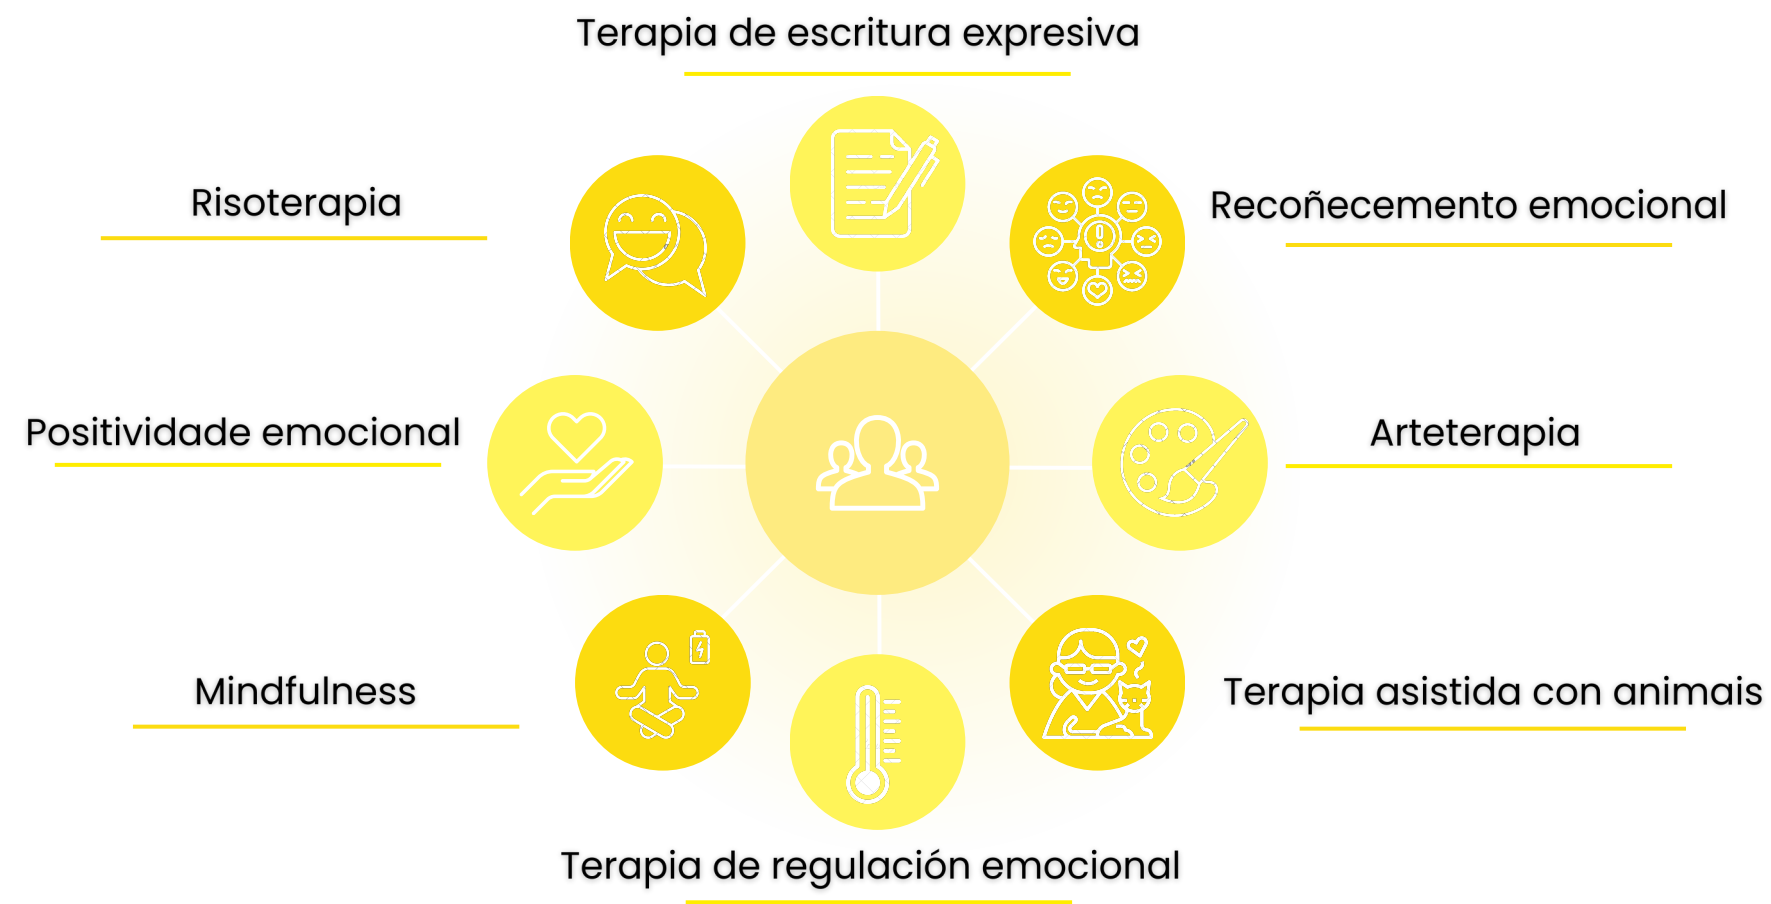 Terapia de escritura expresiva
Risoterapia
Recoñecemento emocional
Positividade emocional
Arteterapia
Mindfulness
Terapia asistida con animais
Terapia de regulación emocional